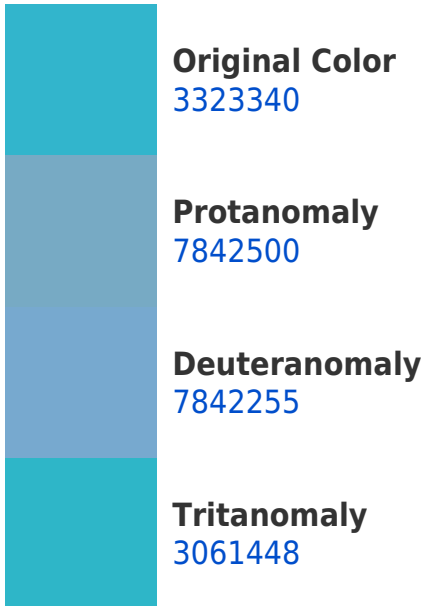 Original Color
3323340
Protanomaly
7842500
Deuteranomaly
7842255
Tritanomaly
3061448